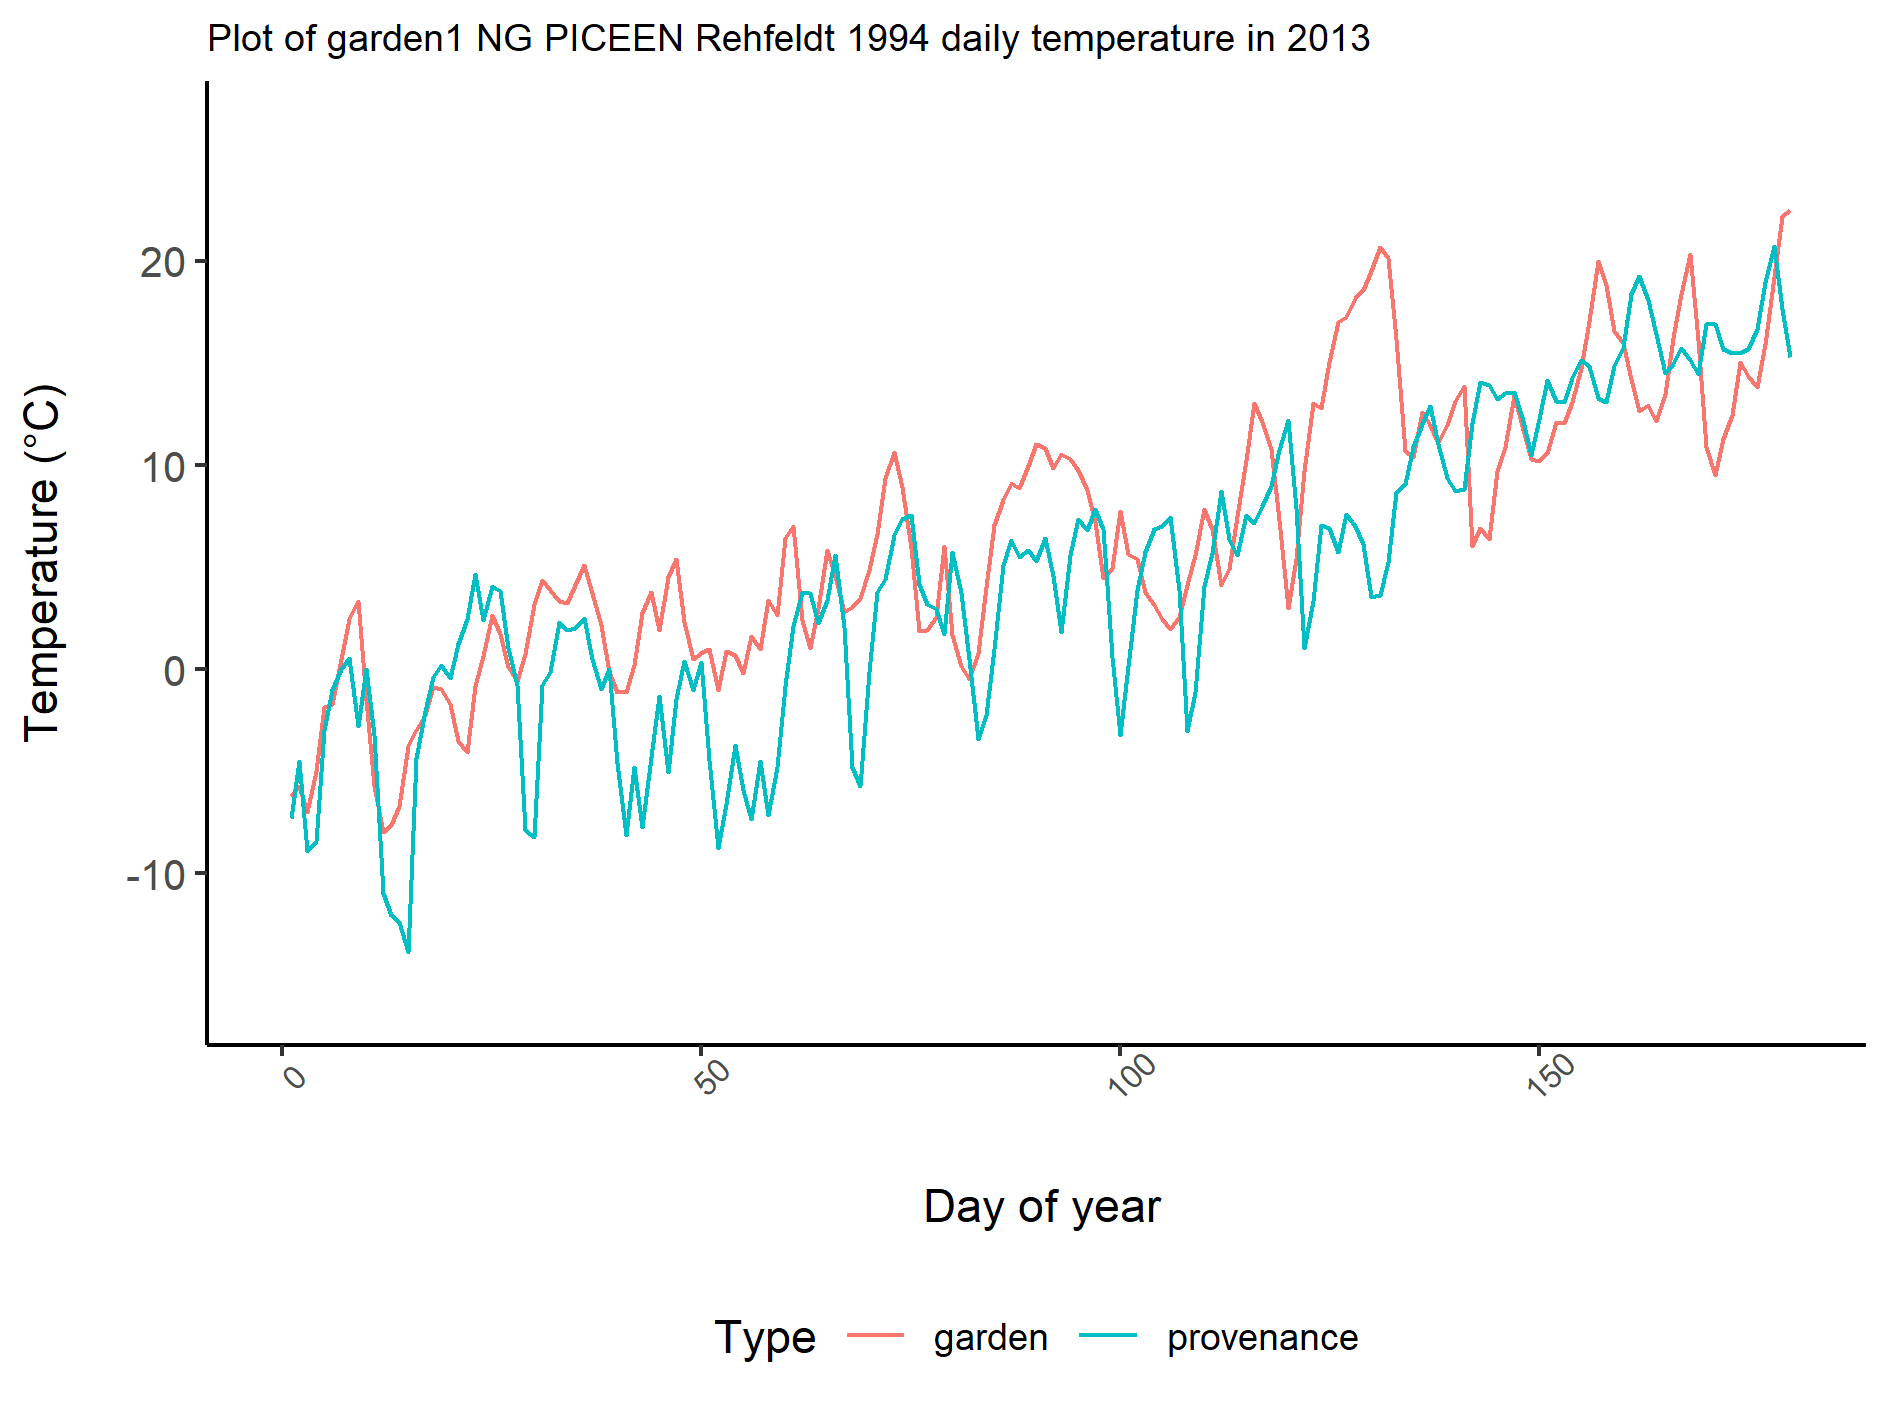 Plot of garden1 NG PICEEN Rehfeldt 1994 daily temperature in 2013
Temperature (°C)
20
10
0
-10
0
50
100
150
Day of year
Type
garden
provenance